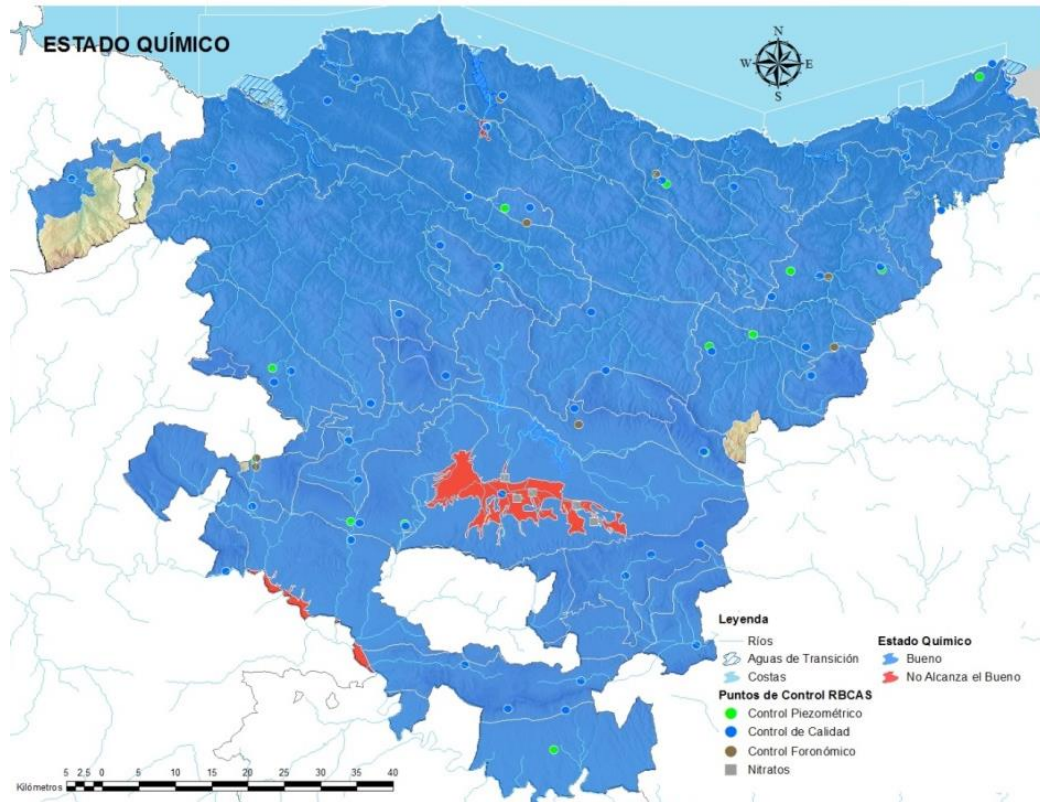 ESTADO QUÍMICO
N
W E
S
Leyenda
Ríos
Aguas de Transición
Costas
Puntos de Control RBCAS
Control Piezométrico
Control de Calidad
Control Foronómico
Nitratos
Estado Quimico
Bueno
No Alcanza el Bueno
5 2,5 0 5 10 15 20 25 30 35 40
Kilómetros